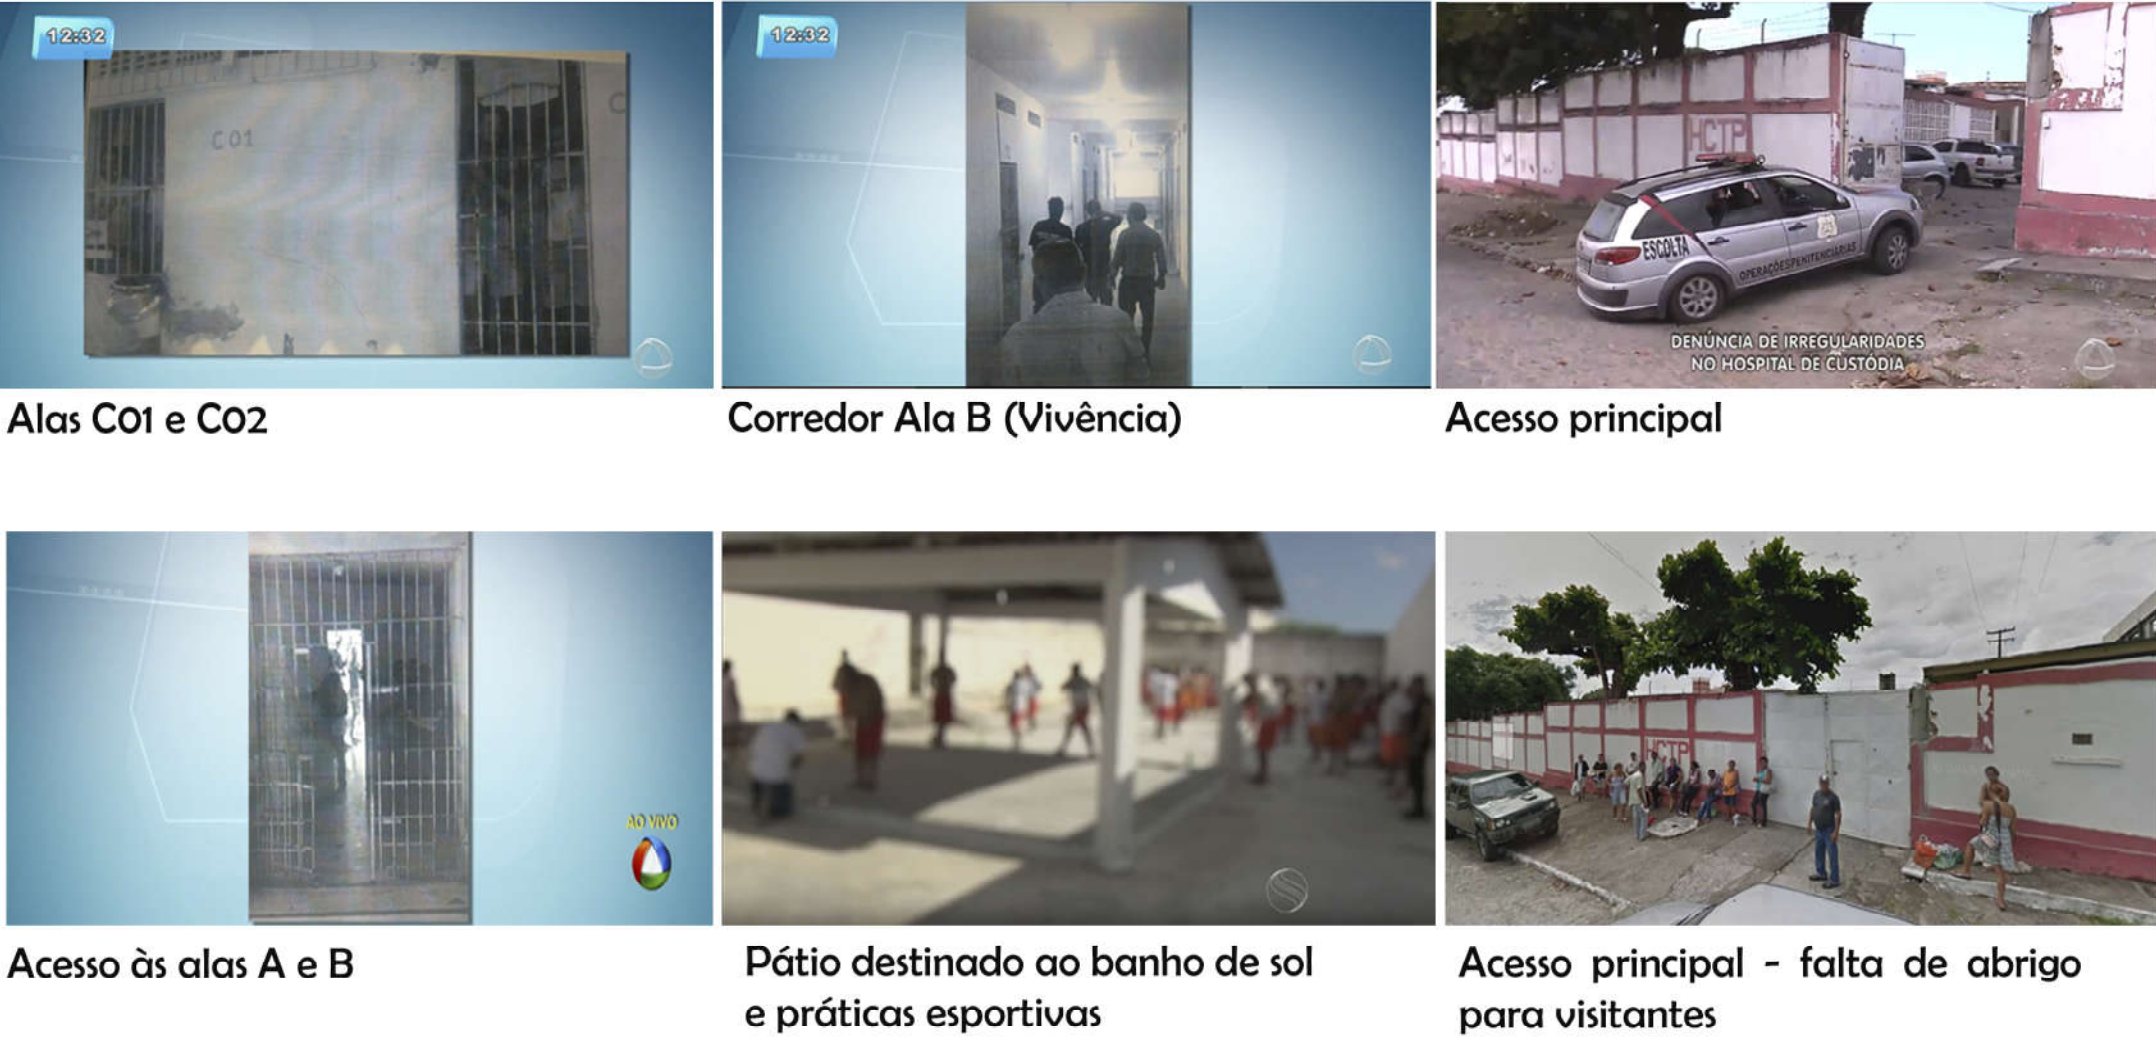 12:32
C 01
C
Alas C01 e C02
12:32
Corredor Ala B (Vivência)
HCTP
ESCOLTA
OPERAÇÕES PENITENCIÁRIAS
DENÚNCIA DE IRREGULARIDADES
NO HOSPITAL DE CUSTÓDIA
Acesso principal
AO VIVO
Acesso às alas A e B
Pátio destinado ao banho de sol
e práticas esportivas
HCTP
Acesso principal - falta de abrigo
para visitantes